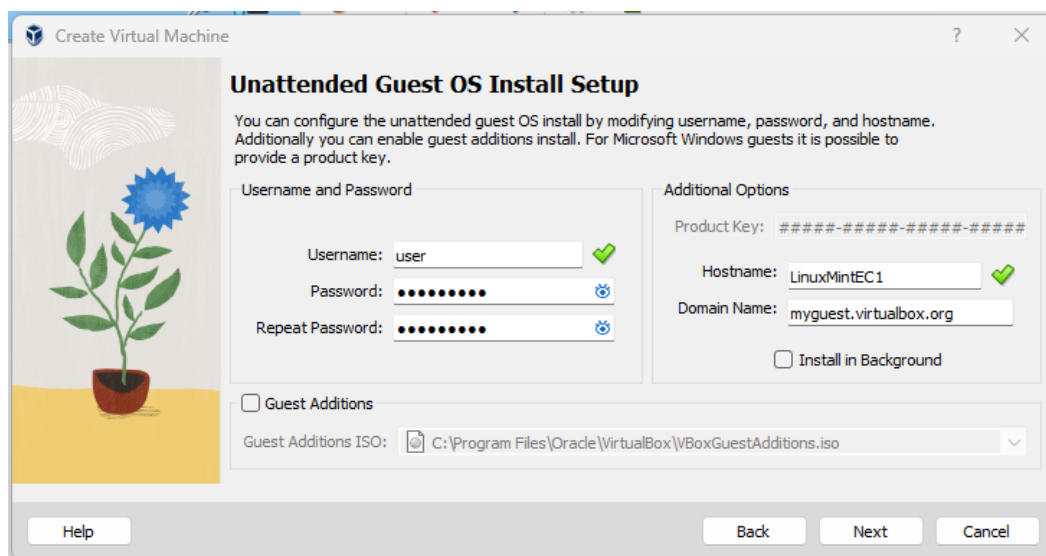 Create Virtual Machine
?
Unattended Guest OS Install Setup
You can configure the unattended guest OS install by modifying username, password, and hostname.
Additionally you can enable guest additions install. For Microsoft Windows guests it is possible to
provide a product key.
Username and Password
Username: user
Password: ●●●●●●●●●
Repeat Password: ●●●●●●●●●
Additional Options
Product Key: #####-#####-#####-#####
Hostname: LinuxMintEC1
Domain Name: myguest.virtualbox.org
Install in Background
Guest Additions
Guest Additions ISO: C:\Program Files\Oracle\VirtualBox\VBoxGuestAdditions.iso
Help
Back
Next
Cancel